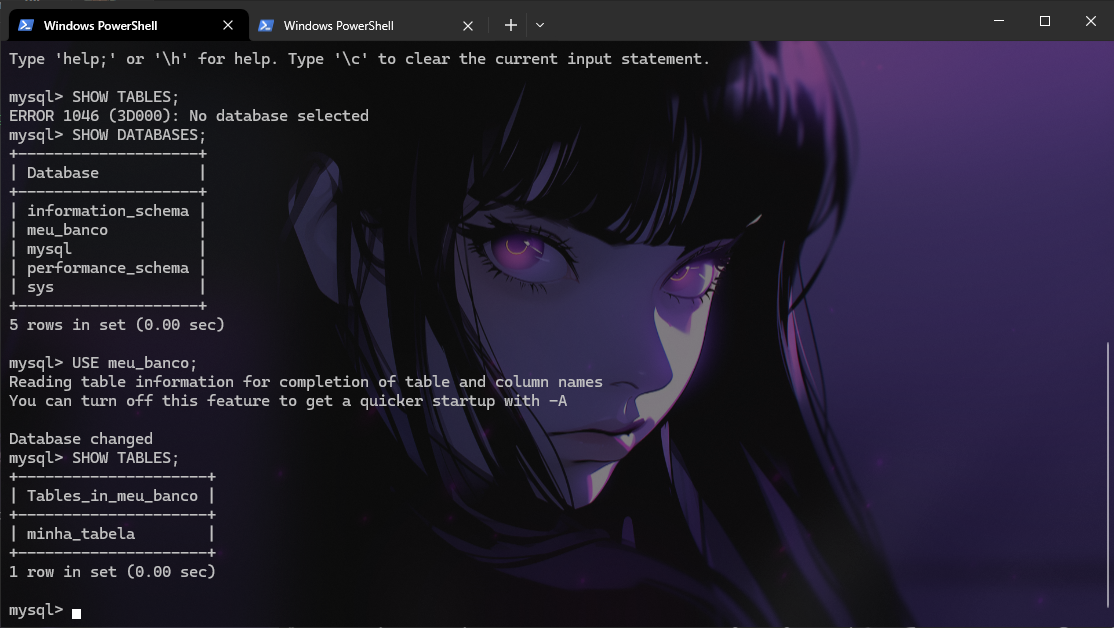 Windows PowerShell
Windows PowerShell
Type 'help;' or '\h' for help. Type '\c' to clear the current input statement.
mysql> SHOW TABLES;
ERROR 1046 (3D000): No database selected
mysql> SHOW DATABASES;
+--------------------+
| Database           |
+--------------------+
| information_schema |
| meu_banco          |
| mysql              |
| performance_schema |
| sys                |
+--------------------+
5 rows in set (0.00 sec)
mysql> USE meu_banco;
Reading table information for completion of table and column names
You can turn off this feature to get a quicker startup with -A
Database changed
mysql> SHOW TABLES;
+---------------------+
| Tables_in_meu_banco |
+---------------------+
| minha_tabela        |
+---------------------+
1 row in set (0.00 sec)
mysql>